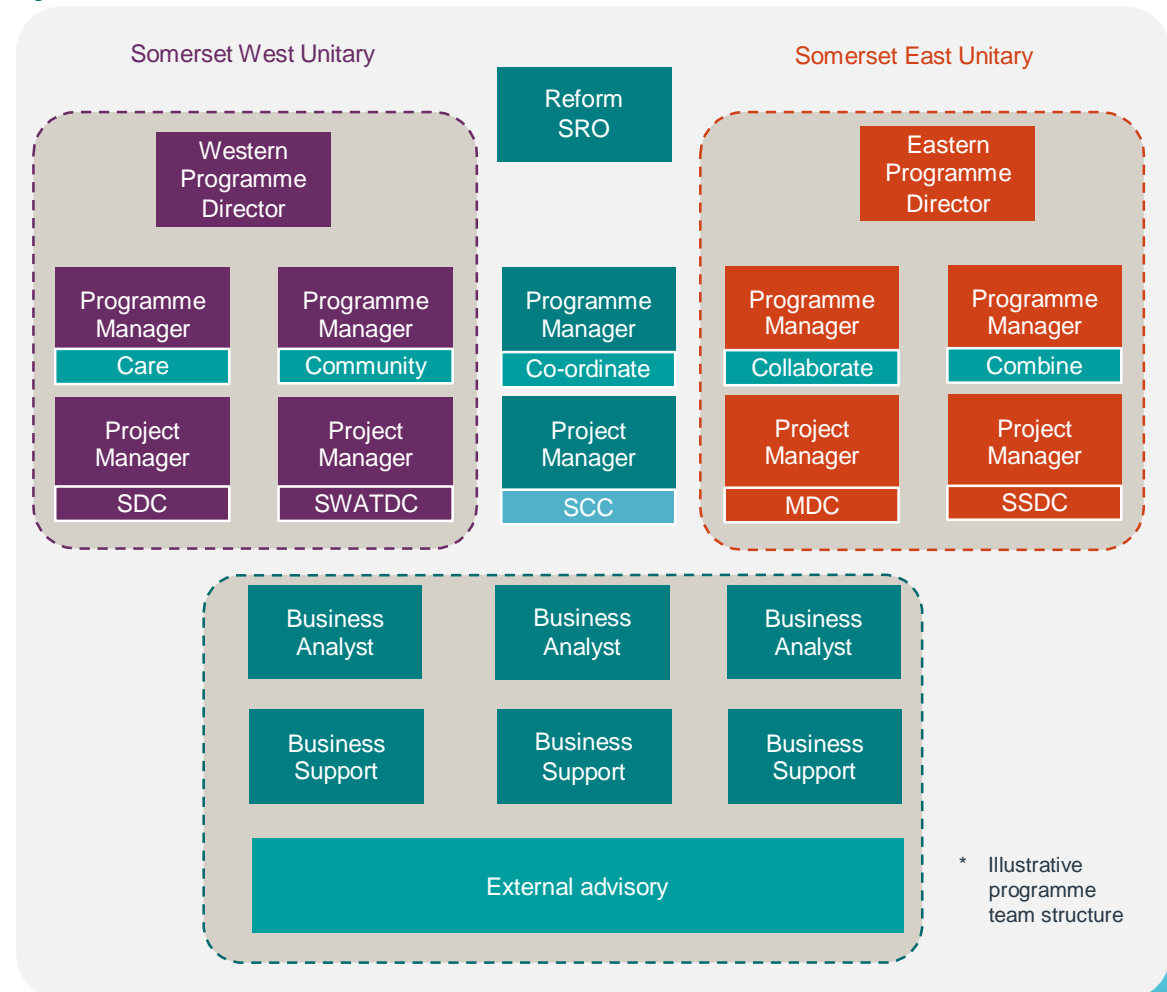 Somerset West Unitary
Somerset East Unitary
Reform
SRO
Western
Programme
Director
Eastern
Programme
Director
Programme
Manager
Care
Programme
Manager
Community
Programme
Manager
Co-ordinate
Programme
Manager
Collaborate
Programme
Manager
Combine
Project
Manager
SDC
Project
Manager
SWATDC
Project
Manager
SCC
Project
Manager
MDC
Project
Manager
SSDC
Business
Analyst
Business
Analyst
Business
Analyst
Business
Support
Business
Support
Business
Support
External advisory
* Illustrative
programme
team structure